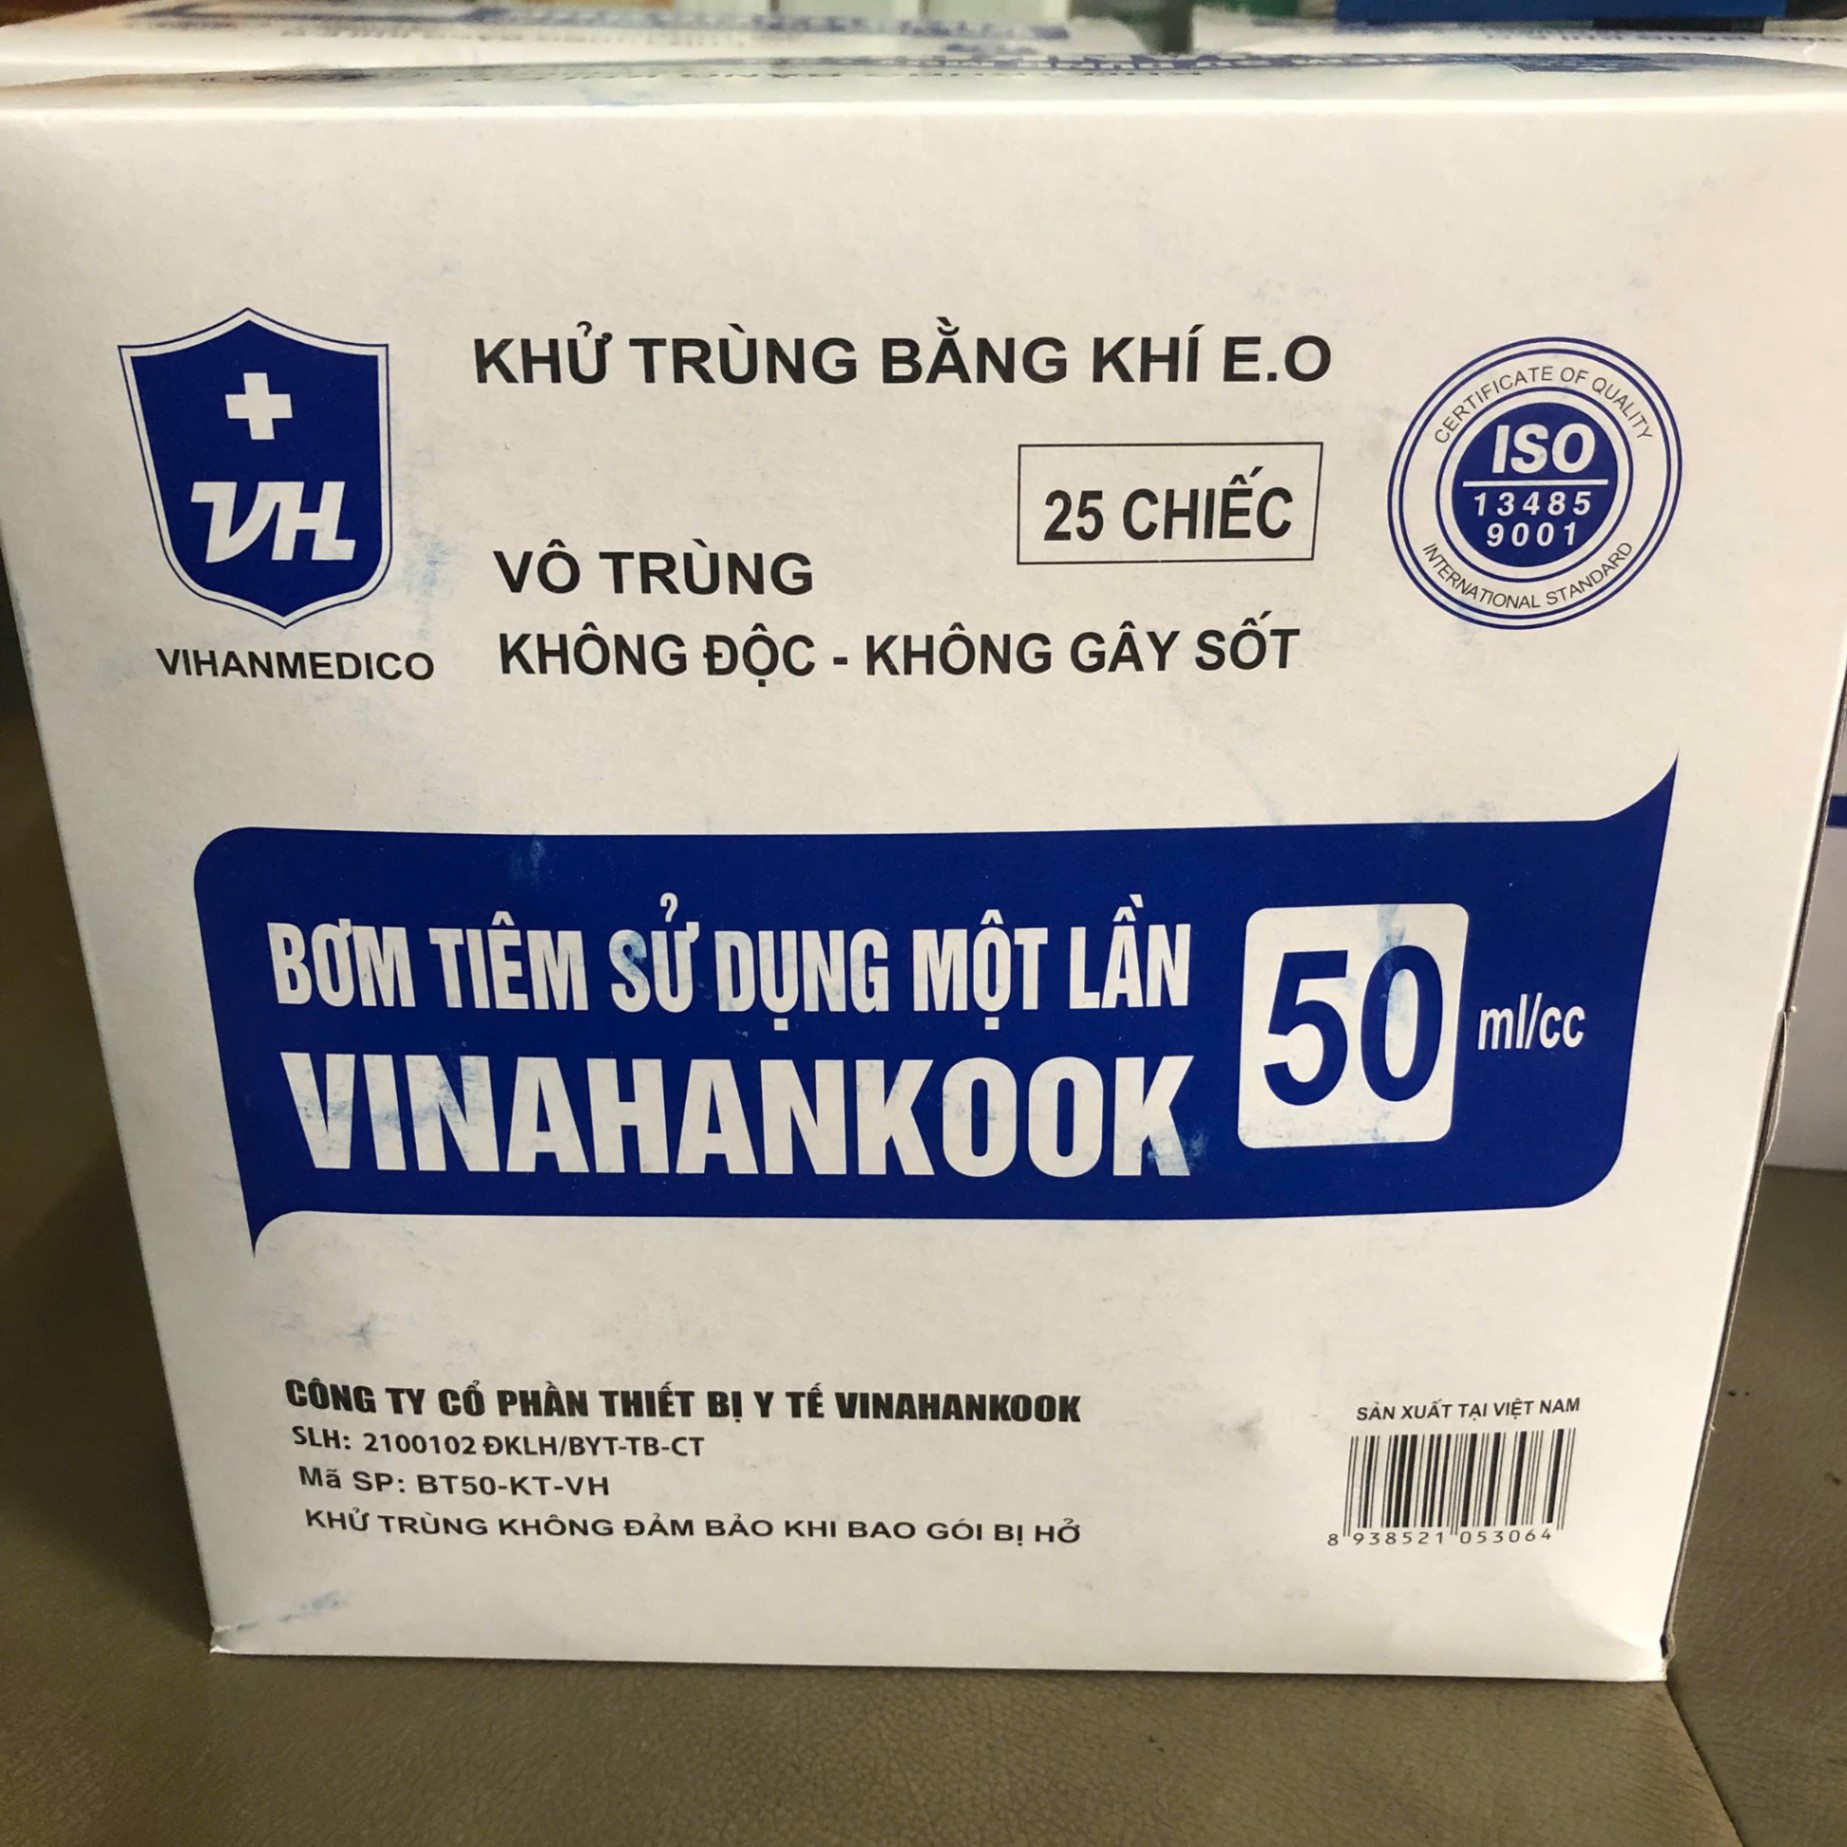 VH
VIHANMEDICO
KHỬ TRÙNG BẰNG KHÍ E.O
25 CHIẾC
VÔ TRÙNG
KHÔNG ĐỘC - KHÔNG GÂY SỐT
CERTIFICATE OF QUALITY
ISO
13485
9001
INTERNATIONAL STANDARD
BƠM TIÊM SỬ DỤNG MỘT LẦN
VINAHANKOOK
50 ml/cc
CÔNG TY CỔ PHẦN THIẾT BỊ Y TẾ VINAHANKOOK
SLH: 2100102 ĐKLH/BYT-TB-CT
Mã SP: BT50-KT-VH
KHỬ TRÙNG KHÔNG ĐẢM BẢO KHI BAO GÓI BỊ HỞ
SẢN XUẤT TẠI VIỆT NAM
8 938521 053064